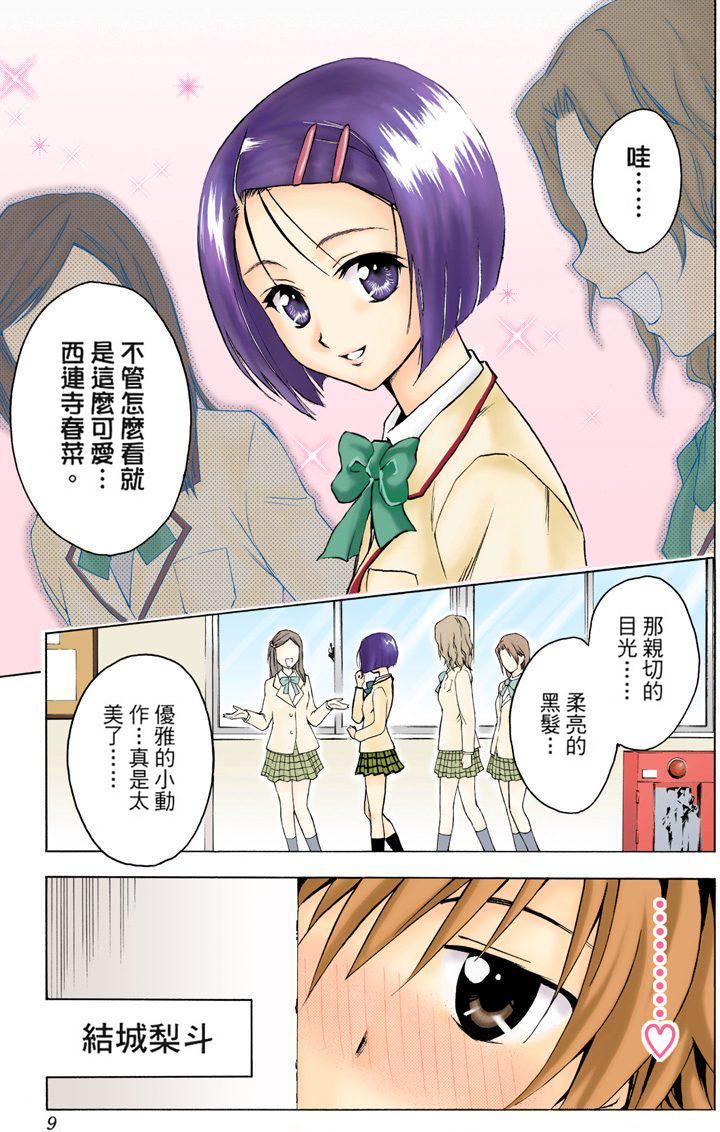 哇……
不管怎麼看就
是這麼可愛…
西連寺春菜。
那親切的
目光……
柔亮的
黑髮…
優雅的小動
作…真是太
美了……
結城梨斗
9